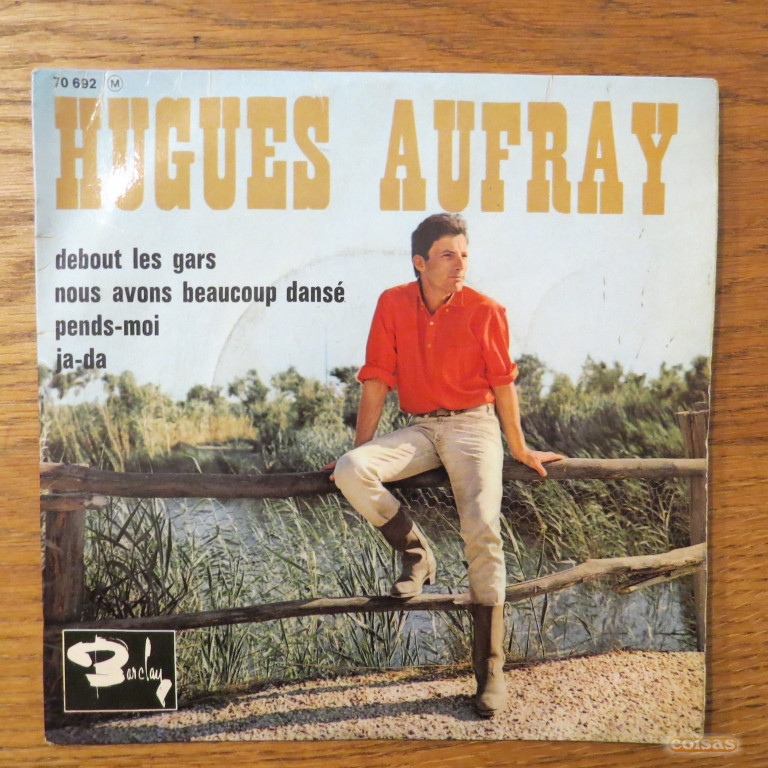 70 692 M
HUGUES AUFRAY
debout les gars
nous avons beaucoup dansé
pends-moi
ja-da
Barclay
coisas